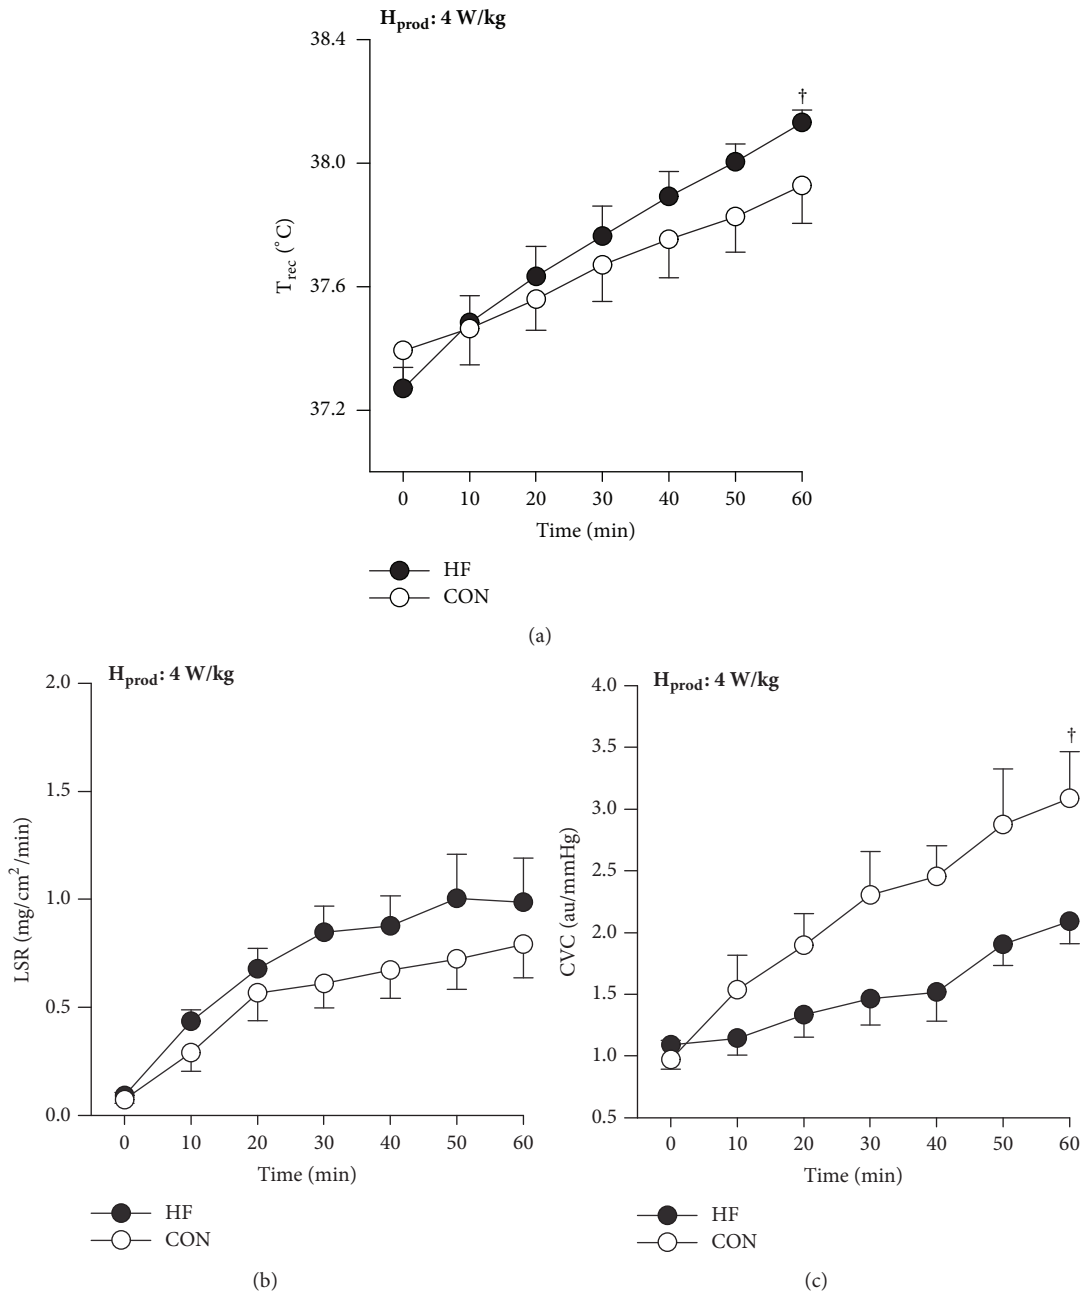 H_prod: 4 W/kg
38.4
†
38.0
T_rec (°C)
37.6
37.2
0 10 20 30 40 50 60
Time (min)
HF
CON
(a)
H_prod: 4 W/kg
2.0
1.5
LSR (mg/cm²/min)
1.0
0.5
0.0
0 10 20 30 40 50 60
Time (min)
HF
CON
(b)
H_prod: 4 W/kg
4.0
†
3.5
3.0
CVC (au/mmHg)
2.5
2.0
1.5
1.0
0.5
0 10 20 30 40 50 60
Time (min)
HF
CON
(c)